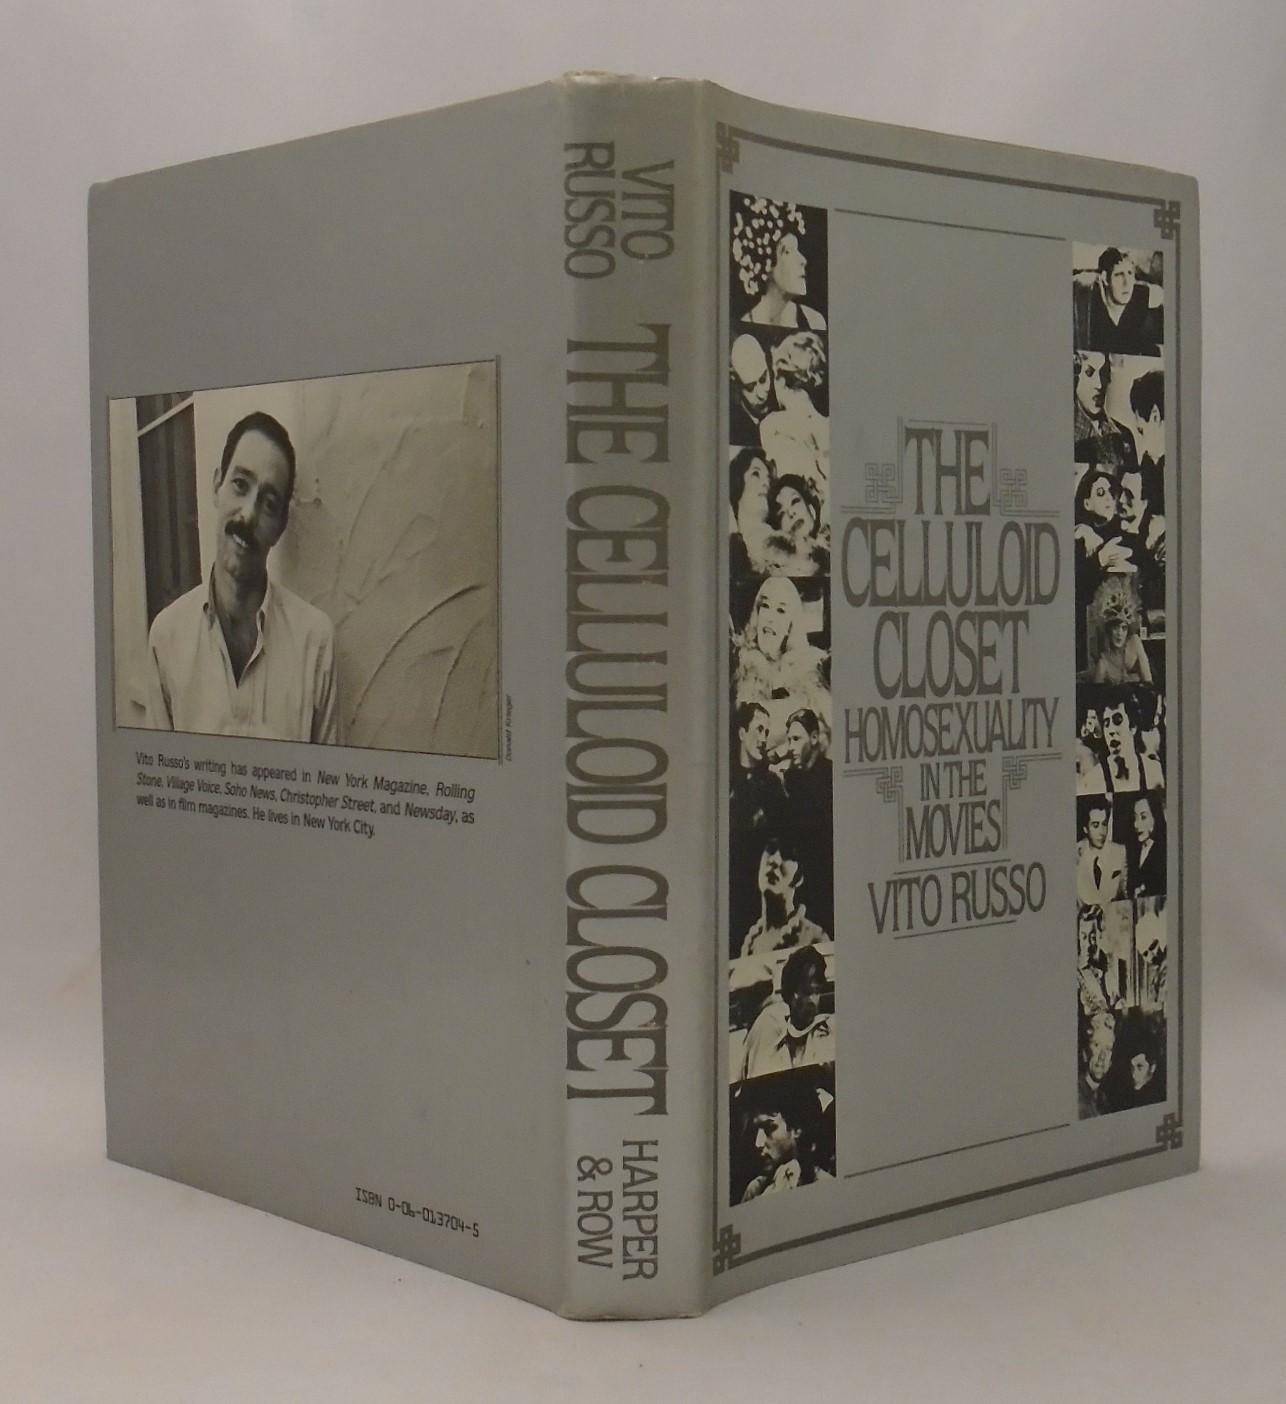 Vito Russo's writing has appeared in New York Magazine, Rolling
Stone, Village Voice, Soho News, Christopher Street, and Newsday, as
well as in film magazines. He lives in New York City.
Donald Krieger
ISBN 0-06-013704-5
VITO
RUSSO
THE CELLULOID CLOSET
HARPER
& ROW
THE
CELLULOID
CLOSET
HOMOSEXUALITY
IN THE
MOVIES
VITO RUSSO